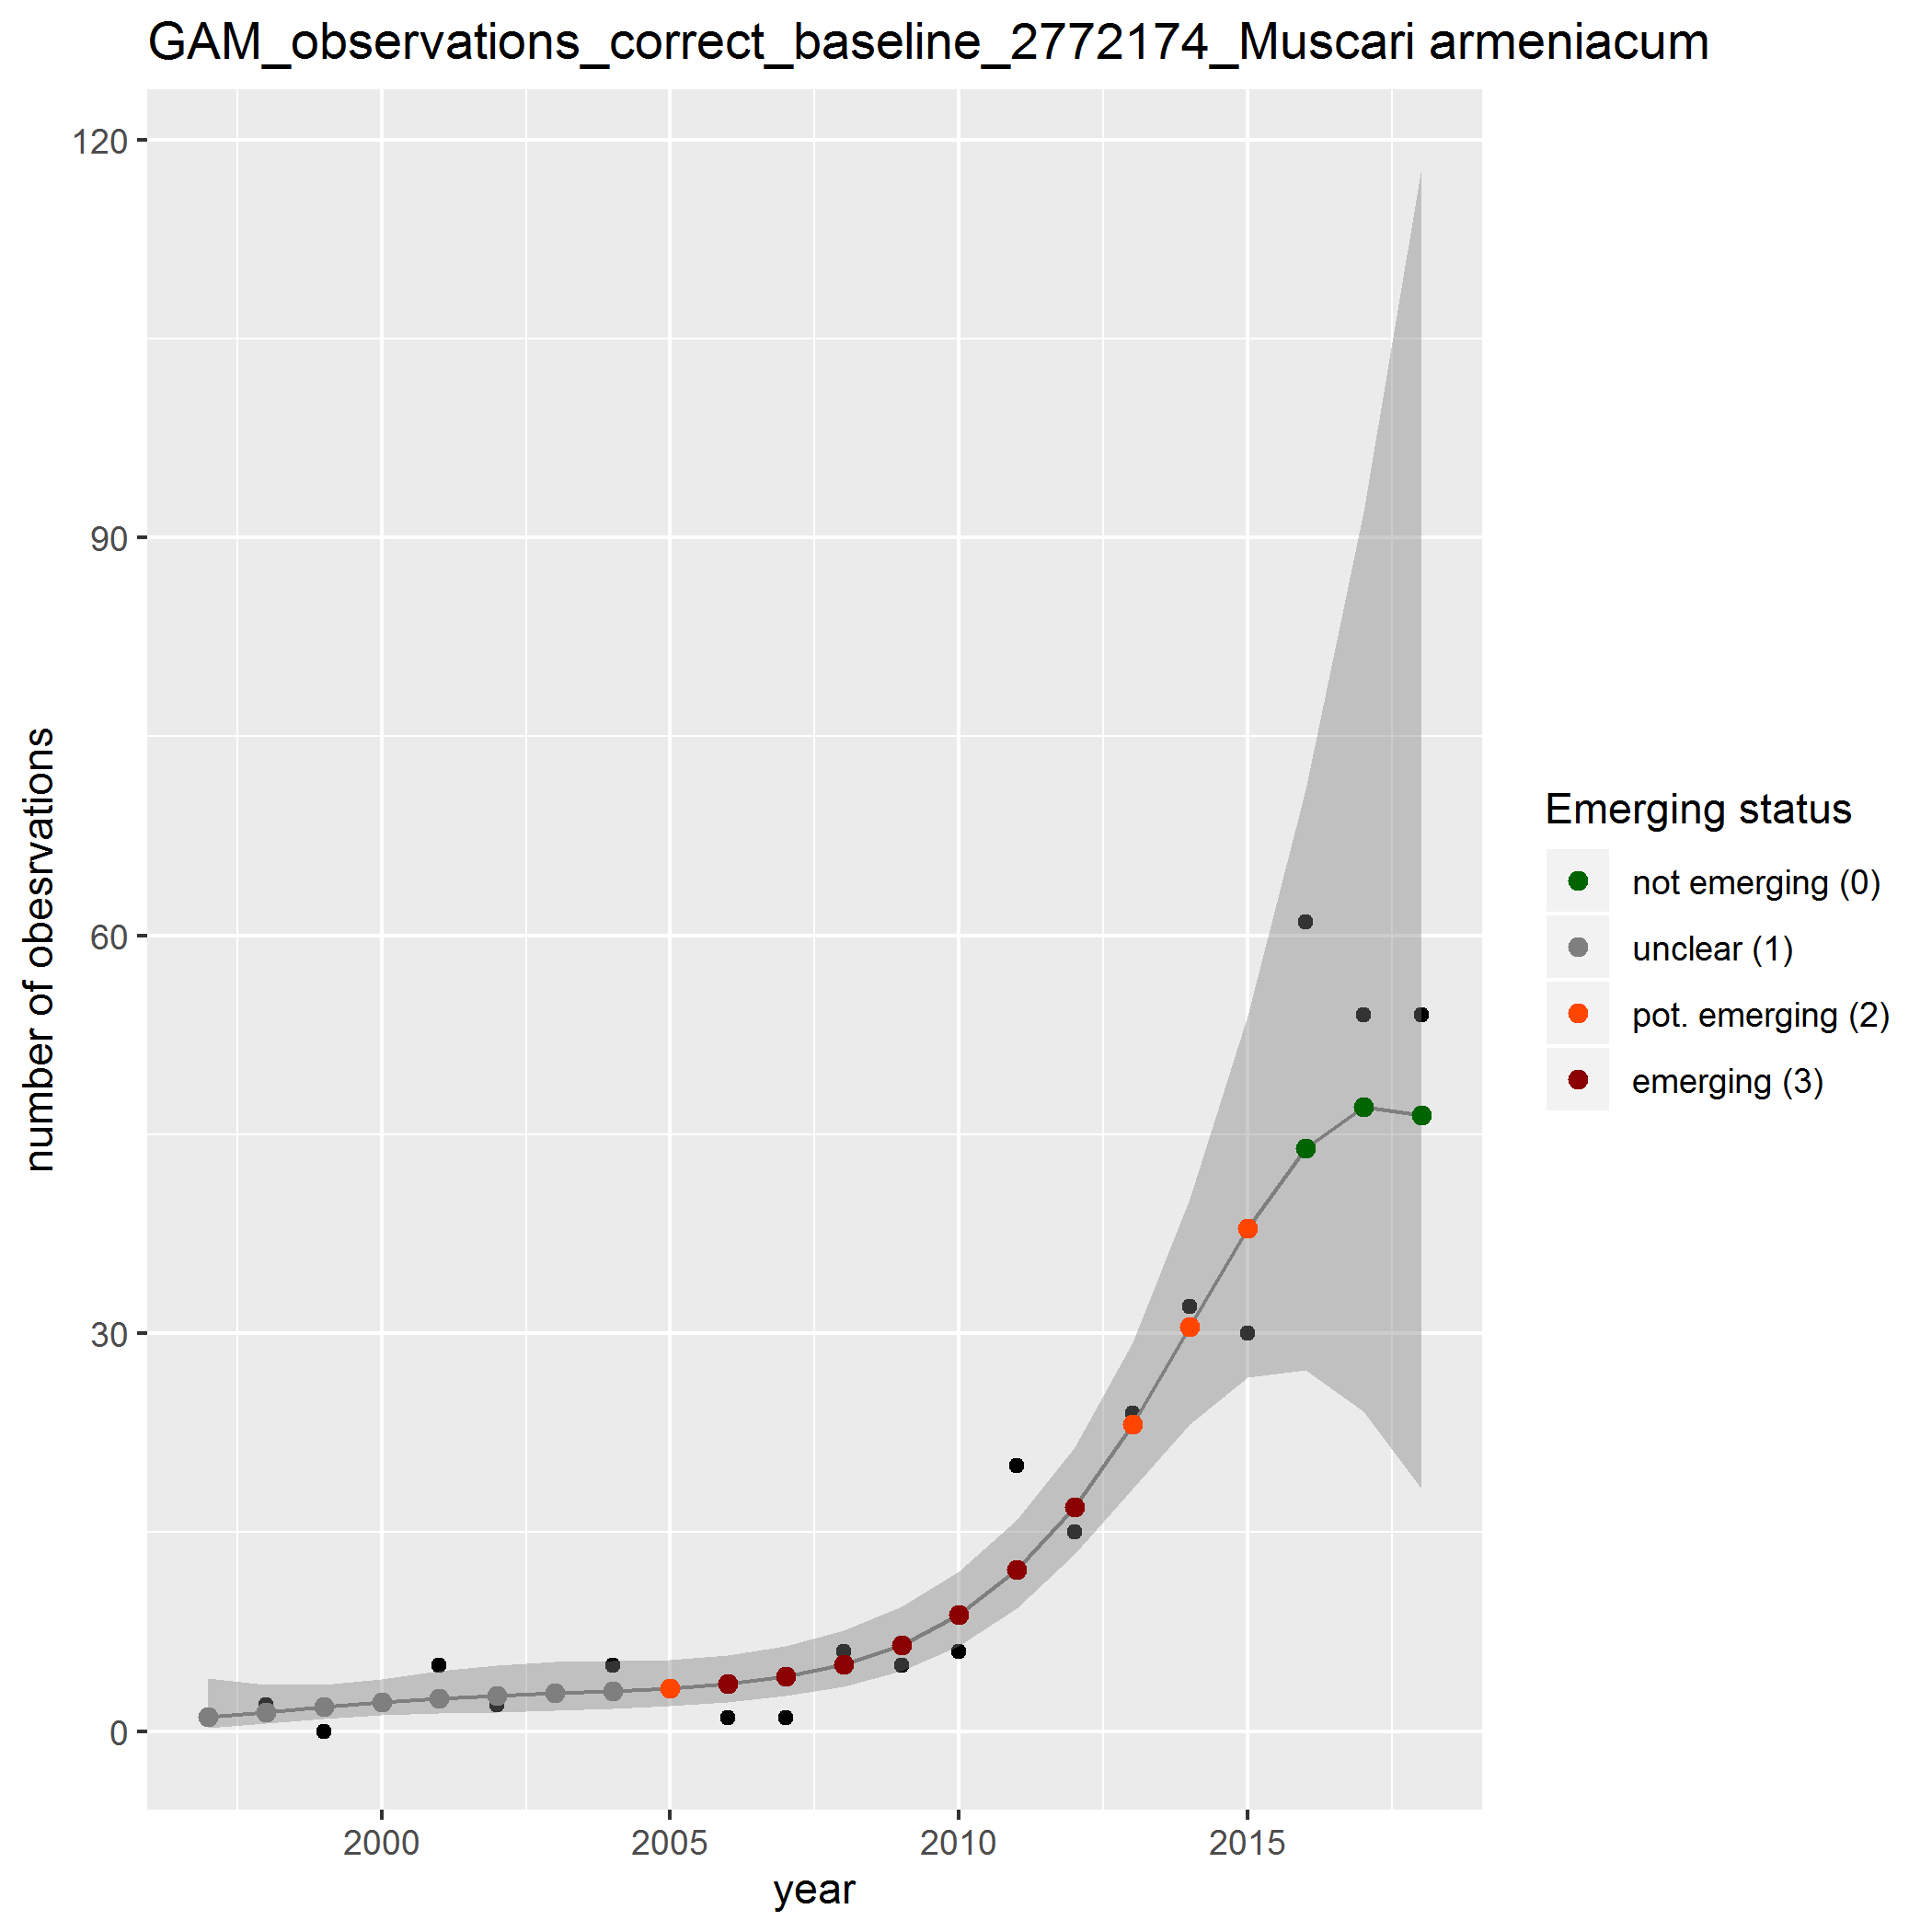 GAM_observations_correct_baseline_2772174_Muscari armeniacum
120
90
60
30
0
number of obesrvations
2000
2005
2010
2015
year
Emerging status
not emerging (0)
unclear (1)
pot. emerging (2)
emerging (3)